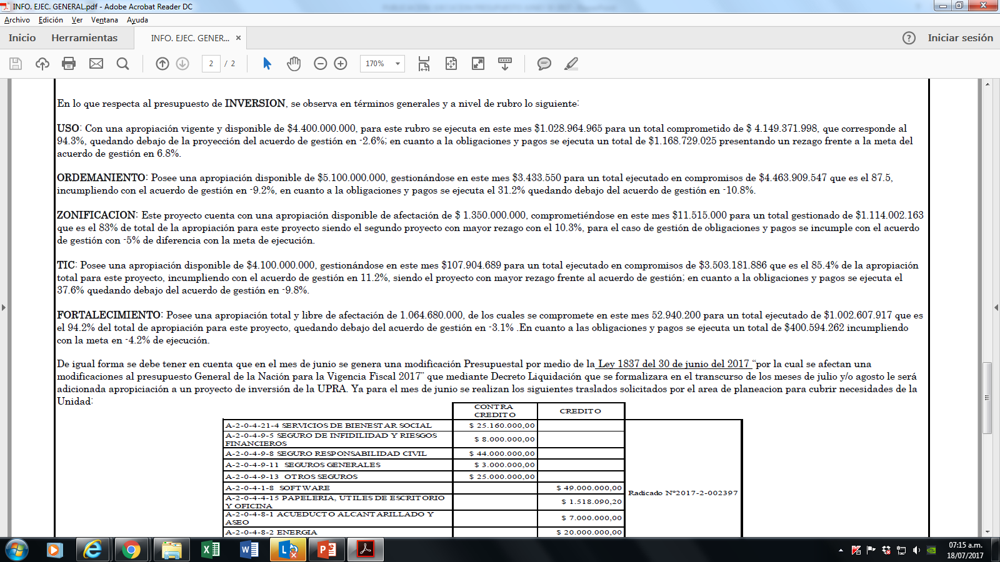 INFO. EJEC. GENERAL.pdf - Adobe Acrobat Reader DC
Archivo Edición Ver Ventana Ayuda
Inicio Herramientas INFO. EJEC. GENER... × ? Iniciar sesión
2 / 2 170%
En lo que respecta al presupuesto de INVERSION, se observa en términos generales y a nivel de rubro lo siguiente:
USO: Con una apropiación vigente y disponible de $4.400.000.000, para este rubro se ejecuta en este mes $1.028.964.965 para un total comprometido de $ 4.149.371.998, que corresponde al
94.3%, quedando debajo de la proyección del acuerdo de gestión en -2.6%; en cuanto a la obligaciones y pagos se ejecuta un total de $1.168.729.025 presentando un rezago frente a la meta del
acuerdo de gestión en 6.8%.
ORDEMANIENTO: Posee una apropiación disponible de $5.100.000.000, gestionándose en este mes $3.433.550 para un total ejecutado en compromisos de $4.463.909.547 que es el 87.5,
incumpliendo con el acuerdo de gestión en -9.2%, en cuanto a la obligaciones y pagos se ejecuta el 31.2% quedando debajo del acuerdo de gestión en -10.8%.
ZONIFICACION: Este proyecto cuenta con una apropiación disponible de afectación de $ 1.350.000.000, comprometiéndose en este mes $11.515.000 para un total gestionado de $1.114.002.163
que es el 83% de total de la apropiación para este proyecto siendo el segundo proyecto con mayor rezago con el 10.3%, para el caso de gestión de obligaciones y pagos se incumple con el acuerdo
de gestión con -5% de diferencia con la meta de ejecución.
TIC: Posee una apropiación disponible de $4.100.000.000, gestionándose en este mes $107.904.689 para un total ejecutado en compromisos de $3.503.181.886 que es el 85.4% de la apropiación
total para este proyecto, incumpliendo con el acuerdo de gestión en 11.2%, siendo el proyecto con mayor rezago frente al acuerdo de gestión; en cuanto a la obligaciones y pagos se ejecuta el
37.6% quedando debajo del acuerdo de gestión en -9.8%.
FORTALECIMIENTO: Posee una apropiación total y libre de afectación de 1.064.680.000, de los cuales se compromete en este mes 52.940.200 para un total ejecutado de $1.002.607.917 que es
el 94.2% del total de apropiación para este proyecto, quedando debajo del acuerdo de gestión en -3.1% .En cuanto a las obligaciones y pagos se ejecuta un total de $400.594.262 incumpliendo
con la meta en -4.2% de ejecución.
De igual forma se debe tener en cuenta que en el mes de junio se genera una modificación Presupuestal por medio de la Ley 1837 del 30 de junio del 2017 “por la cual se afectan una
modificaciones al presupuesto General de la Nación para la Vigencia Fiscal 2017” que mediante Decreto Liquidación que se formalizara en el transcurso de los meses de julio y/o agosto le será
adicionada apropiciación a un proyecto de inversión de la UPRA. Ya para el mes de junio se realizan los siguientes traslados solicitados por el area de planeacion para cubrir necesidades de la
Unidad:
CONTRA
CREDITO
CREDITO
A-2-0-4-21-4 SERVICIOS DE BIENESTAR SOCIAL $ 25.160.000,00
A-2-0-4-9-5 SEGURO DE INFIDILIDAD Y RIESGOS
FINANCIEROS $ 8.000.000,00
A-2-0-4-9-8 SEGURO RESPONSABILIDAD CIVIL $ 44.000.000,00
A-2-0-4-9-11 SEGUROS GENERALES $ 3.000.000,00
A-2-0-4-9-13 OTROS SEGUROS $ 25.000.000,00
A-2-0-4-1-8 SOFTWARE $ 49.000.000,00
Radicado N°2017-2-002397
A-2-0-4-4-15 PAPELERIA, UTILES DE ESCRITORIO
Y OFICINA $ 1.518.090,20
A-2-0-4-8-1 ACUEDUCTO ALCANTARILLADO Y
ASEO $ 7.000.000,00
A-2-0-4-8-2 ENERGIA $ 20.000.000,00
07:15 a.m.
18/07/2017